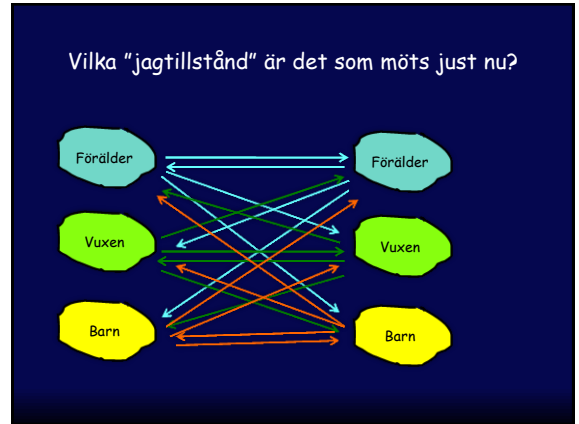 Vilka "jagtillstånd" är det som möts just nu?
Förälder
Förälder
Vuxen
Vuxen
Barn
Barn